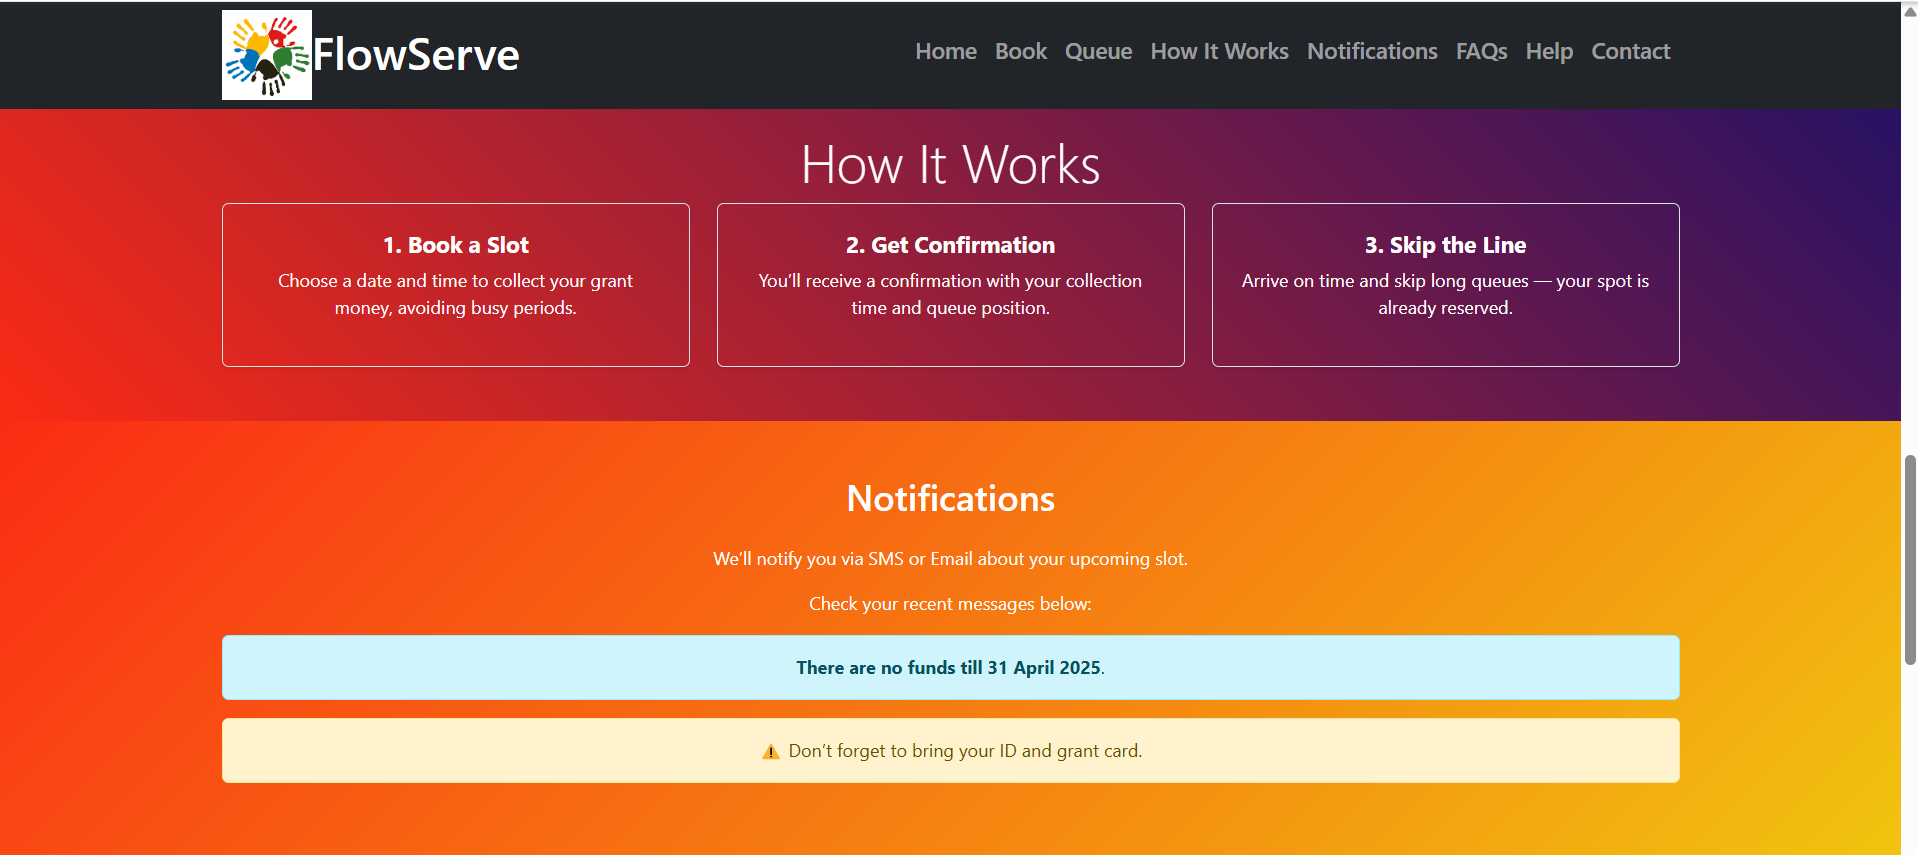 FlowServe
Home Book Queue How It Works Notifications FAQs Help Contact
How It Works
1. Book a Slot
Choose a date and time to collect your grant
money, avoiding busy periods.
2. Get Confirmation
You’ll receive a confirmation with your collection
time and queue position.
3. Skip the Line
Arrive on time and skip long queues — your spot is
already reserved.
Notifications
We’ll notify you via SMS or Email about your upcoming slot.
Check your recent messages below:
There are no funds till 31 April 2025.
⚠️ Don’t forget to bring your ID and grant card.